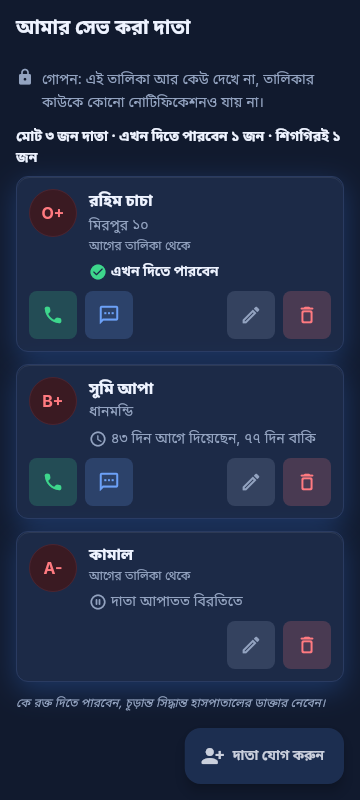 আমার সেভ করা দাতা
গোপন: এই তালিকা আর কেউ দেখে না, তালিকার
কাউকে কোনো নোটিফিকেশনও যায় না।
মোট ৩ জন দাতা · এখন দিতে পারবেন ১ জন · শিগগিরই ১
জন
O+
রহিম চাচা
মিরপুর ১০
আগের তালিকা থেকে
এখন দিতে পারবেন
B+
সুমি আপা
ধানমন্ডি
৪৩ দিন আগে দিয়েছেন, ৭৭ দিন বাকি
A-
কামাল
আগের তালিকা থেকে
দাতা আপাতত বিরতিতে
কে রক্ত দিতে পারবেন, চূড়ান্ত সিদ্ধান্ত হাসপাতালের ডাক্তার নেবেন।
দাতা যোগ করুন